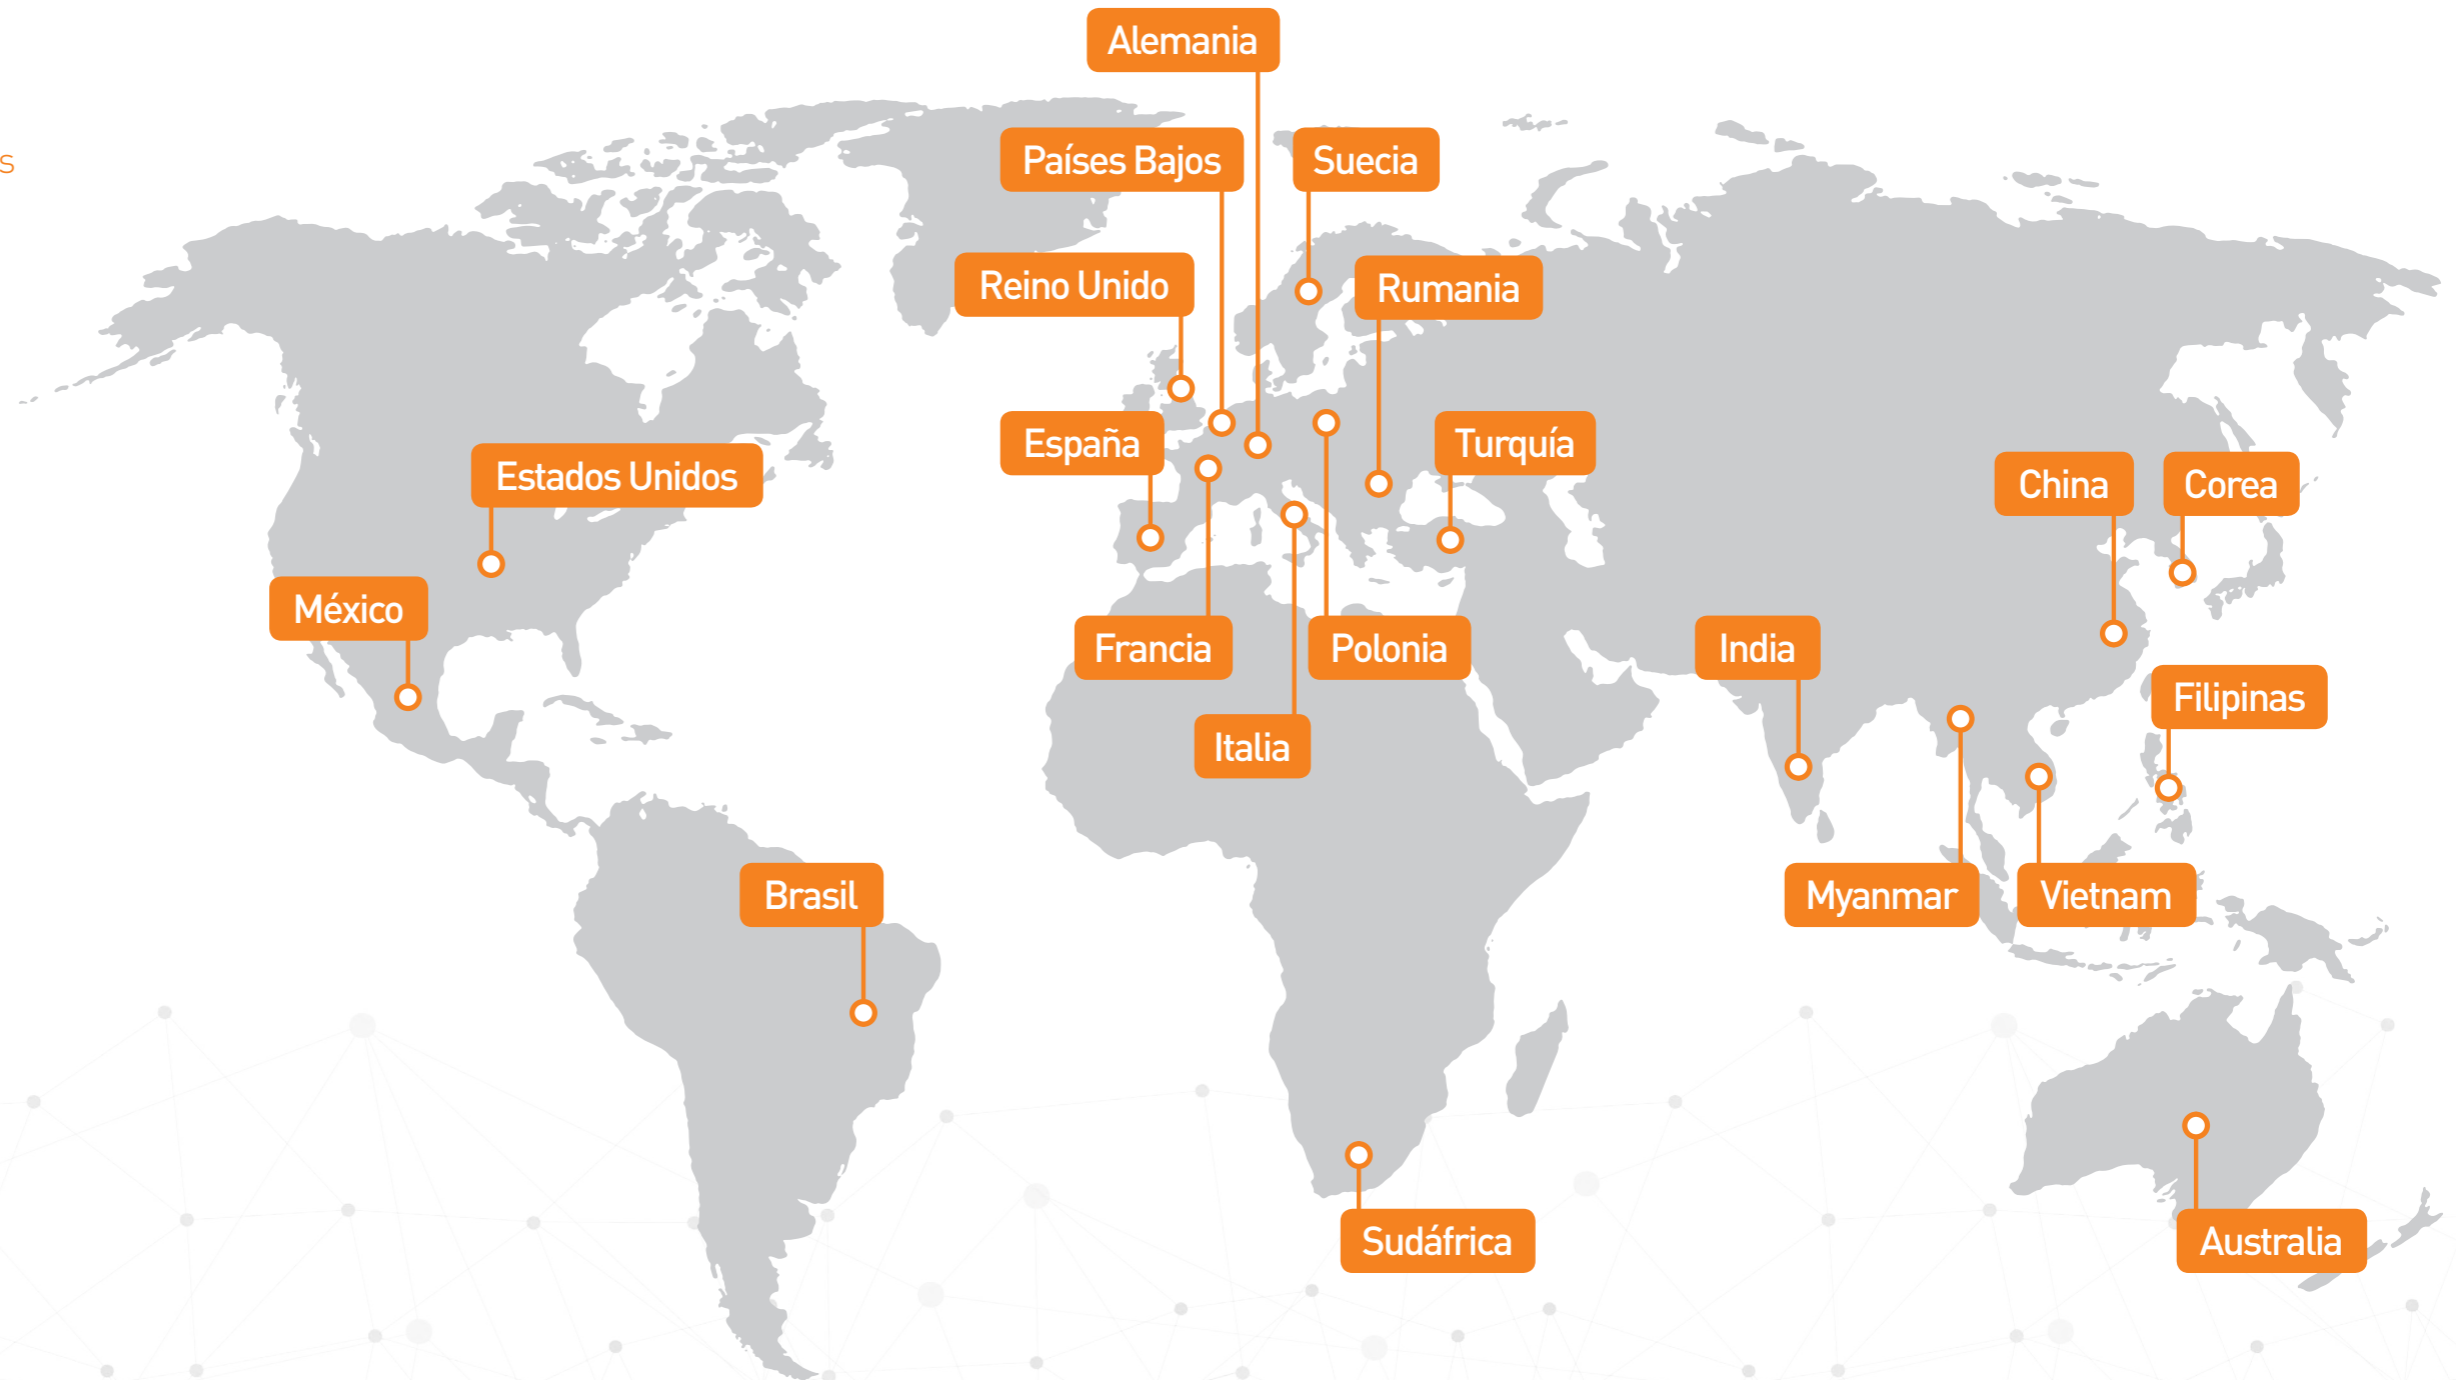 Alemania
s
Países Bajos
Suecia
Reino Unido
Rumania
España
Turquía
Estados Unidos
China
Corea
México
Francia
Polonia
India
Filipinas
Italia
Brasil
Myanmar
Vietnam
Sudáfrica
Australia